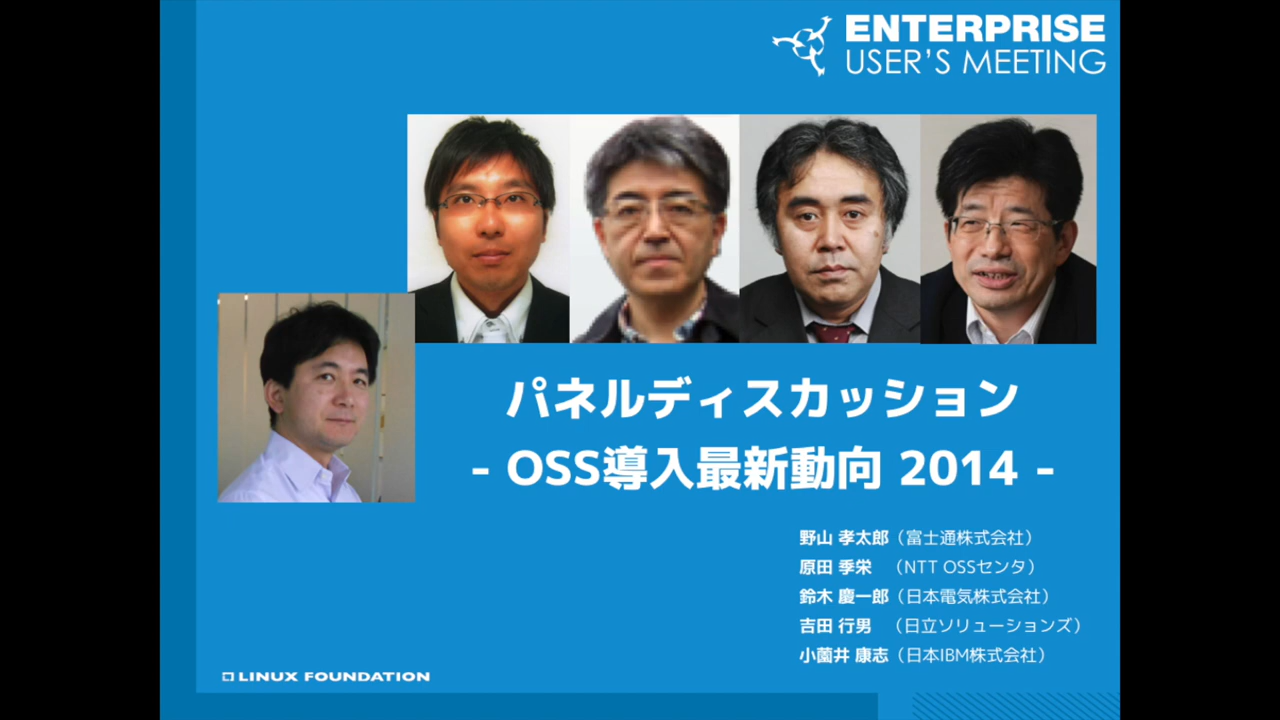 ENTERPRISE
USER'S MEETING
パネルディスカッション
- OSS導入最新動向 2014 -
野山 孝太郎（富士通株式会社）
原田 季栄 （NTT OSSセンタ）
鈴木 慶一郎（日本電気株式会社）
吉田 行男 （日立ソリューションズ）
小薗井 康志（日本IBM株式会社）
LINUX FOUNDATION